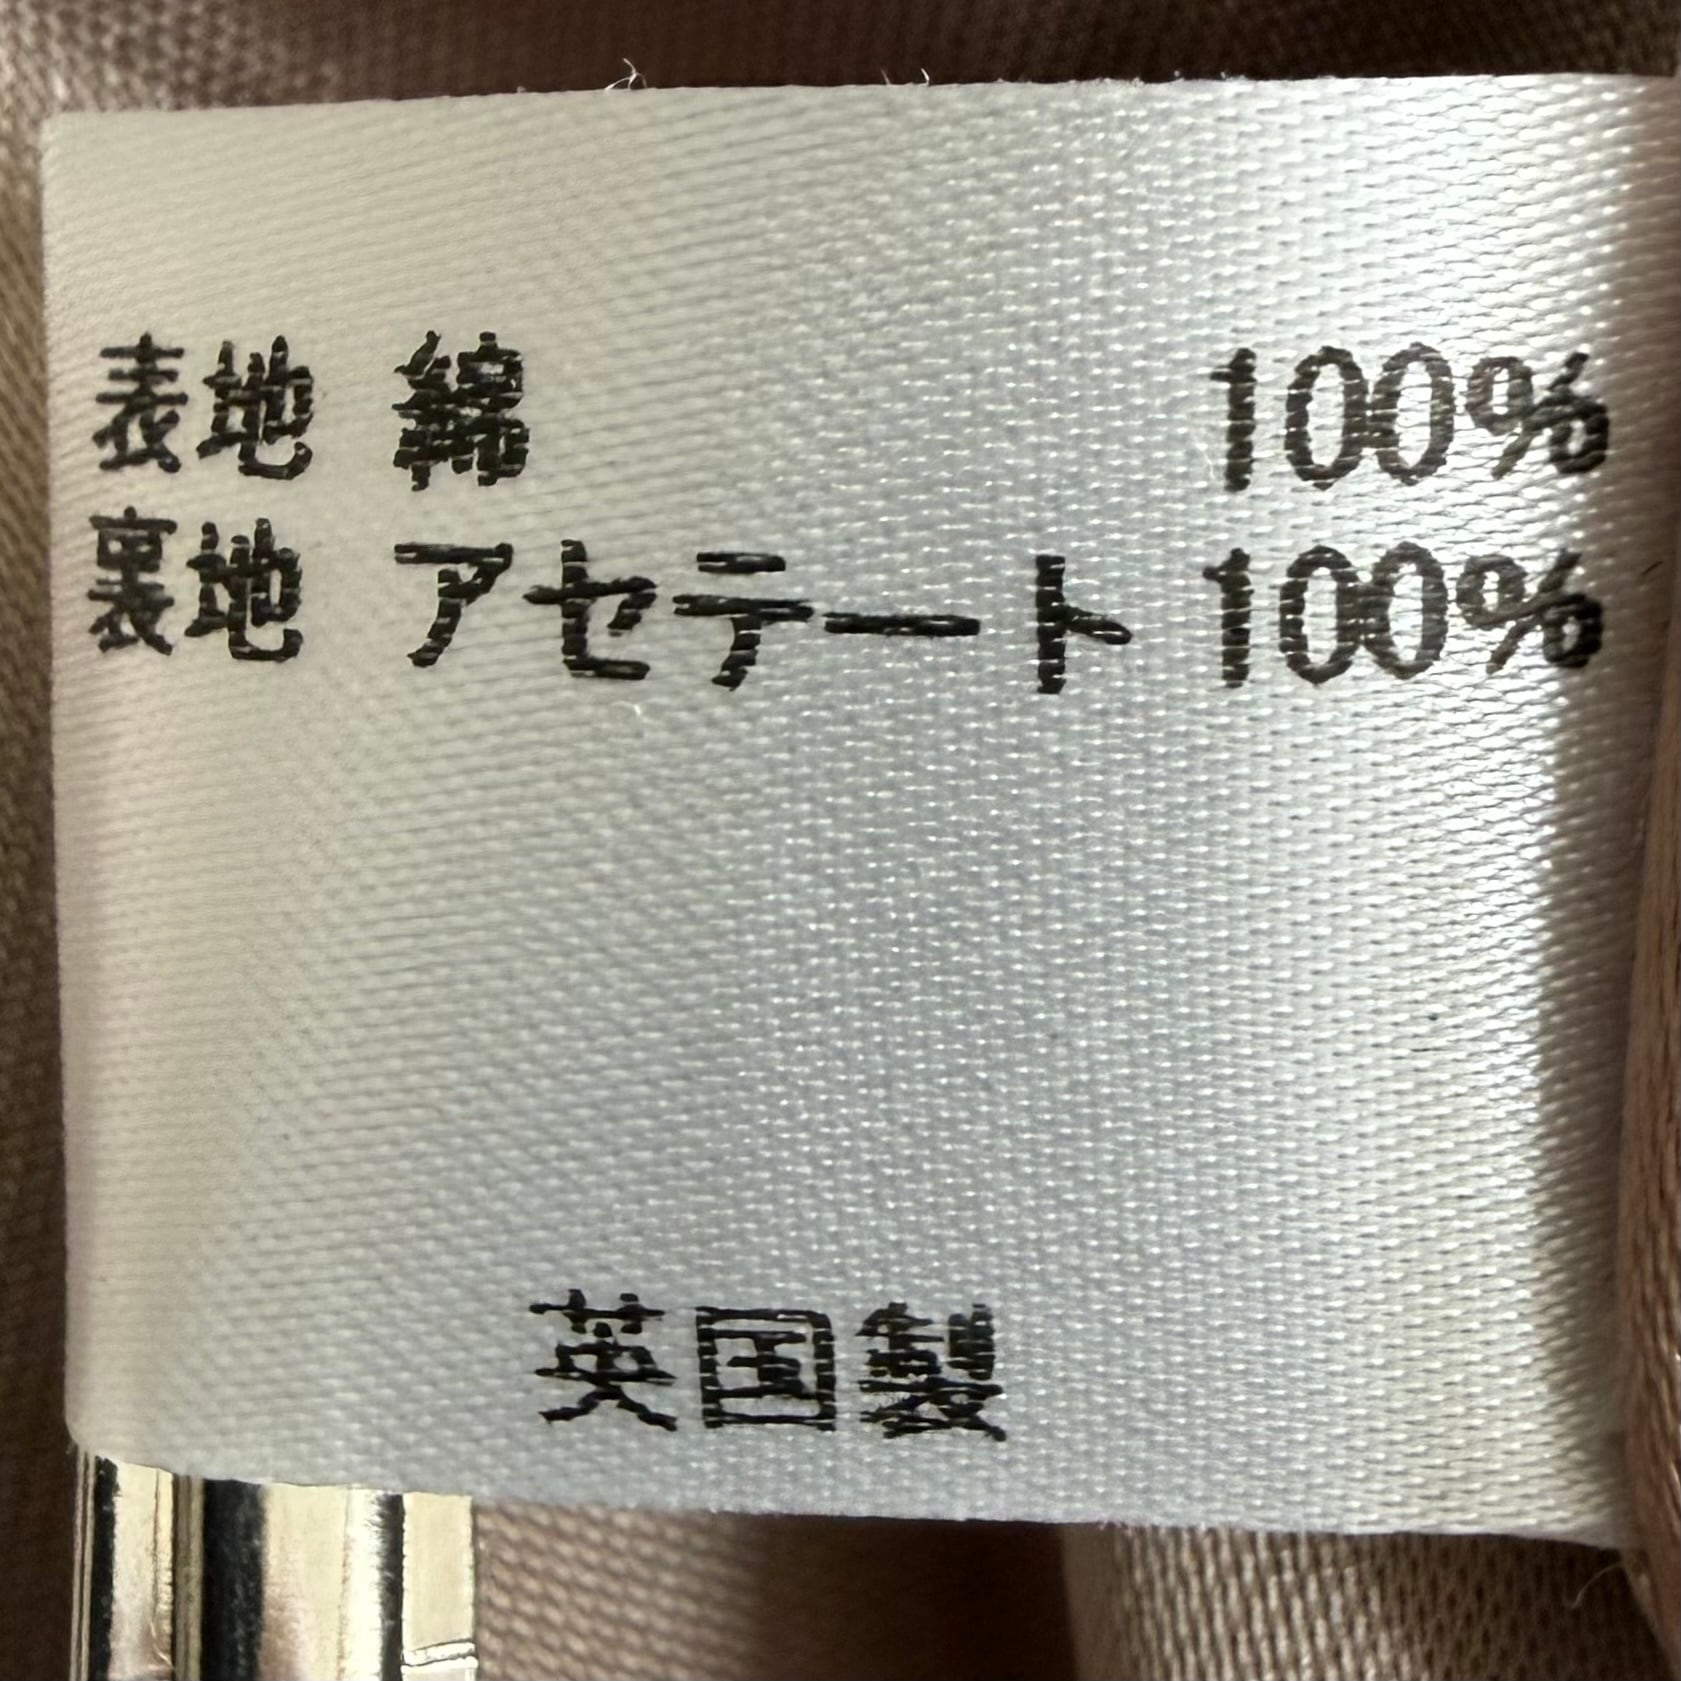 表地 綿 100%
裏地 アセテート 100%
英国製